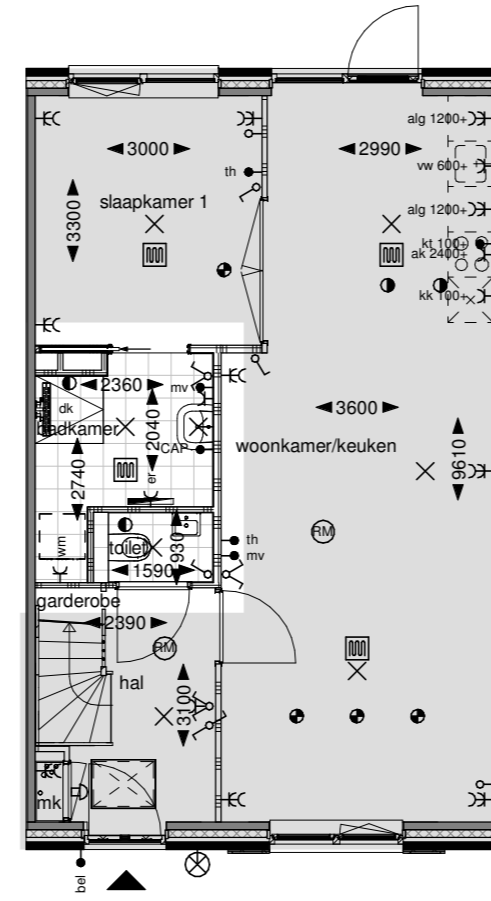 alg 1200+
3000
2990
vw 600+
th
slaapkamer 1
alg 1200+
3300
kt 100+
ak 2400+
kk 100+
2360
mv
dk
2040
3600
badkamer
woonkamer/keuken
CAP
9610
2740
er
RM
wm
toilet
930
th
mv
1590
garderobe
2390
RM
hal
3100
mk
bel